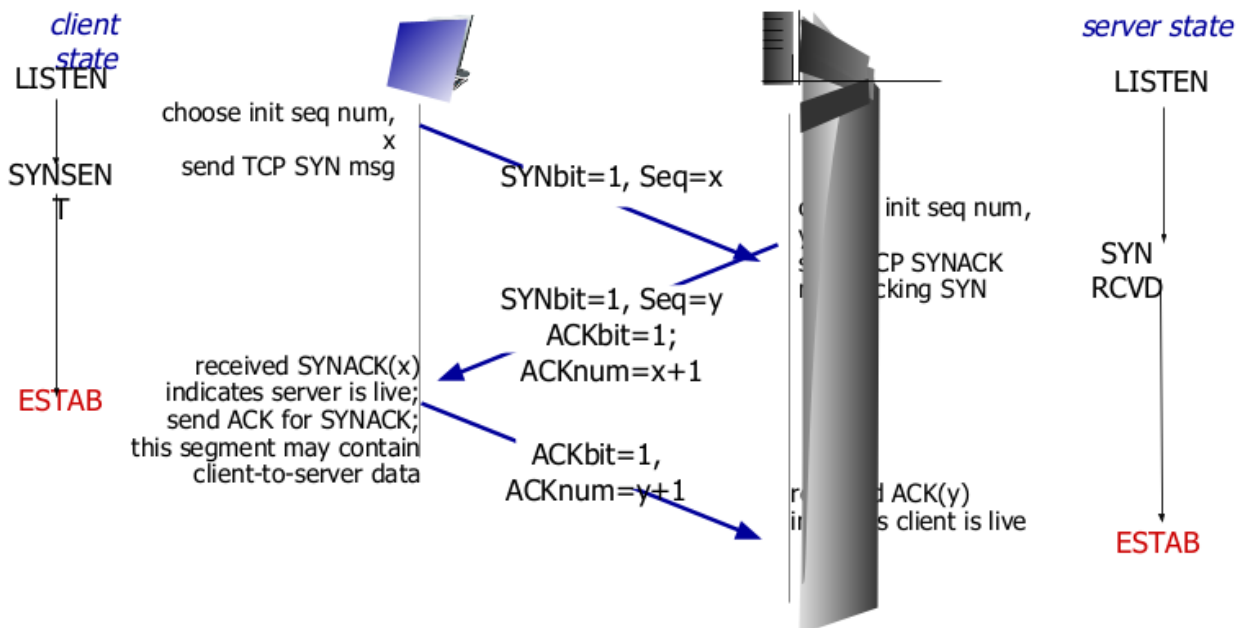 client
state
LISTEN
SYNSEN
T
ESTAB
choose init seq num,
x
send TCP SYN msg
SYNbit=1, Seq=x
init seq num,
SYNACK
SYN
SYNbit=1, Seq=y
ACKbit=1;
ACKnum=x+1
received SYNACK(x)
indicates server is live;
send ACK for SYNACK;
this segment may contain
client-to-server data
ACKbit=1,
ACKnum=y+1
ACK(y)
client is live
server state
LISTEN
SYN
RCVD
ESTAB